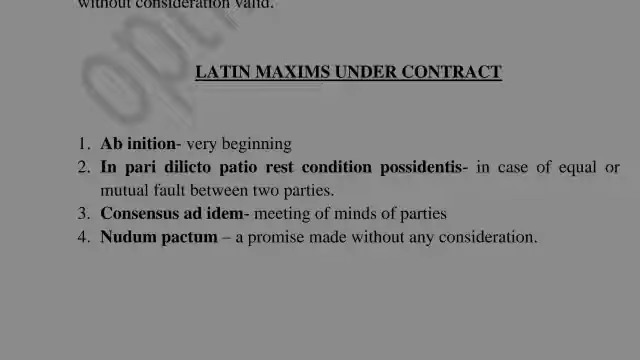 without consideration valid.
LATIN MAXIMS UNDER CONTRACT
1. Ab inition- very beginning
2. In pari dilicto patio rest condition possidentis- in case of equal or
mutual fault between two parties.
3. Consensus ad idem- meeting of minds of parties
4. Nudum pactum – a promise made without any consideration.